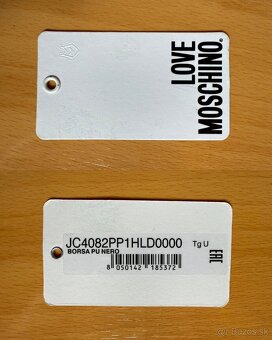 LOVE
MOSCHINO.
JC4082PP1HLD0000 Tg U
BORSA PU NERO
EAC
8 050142 185372